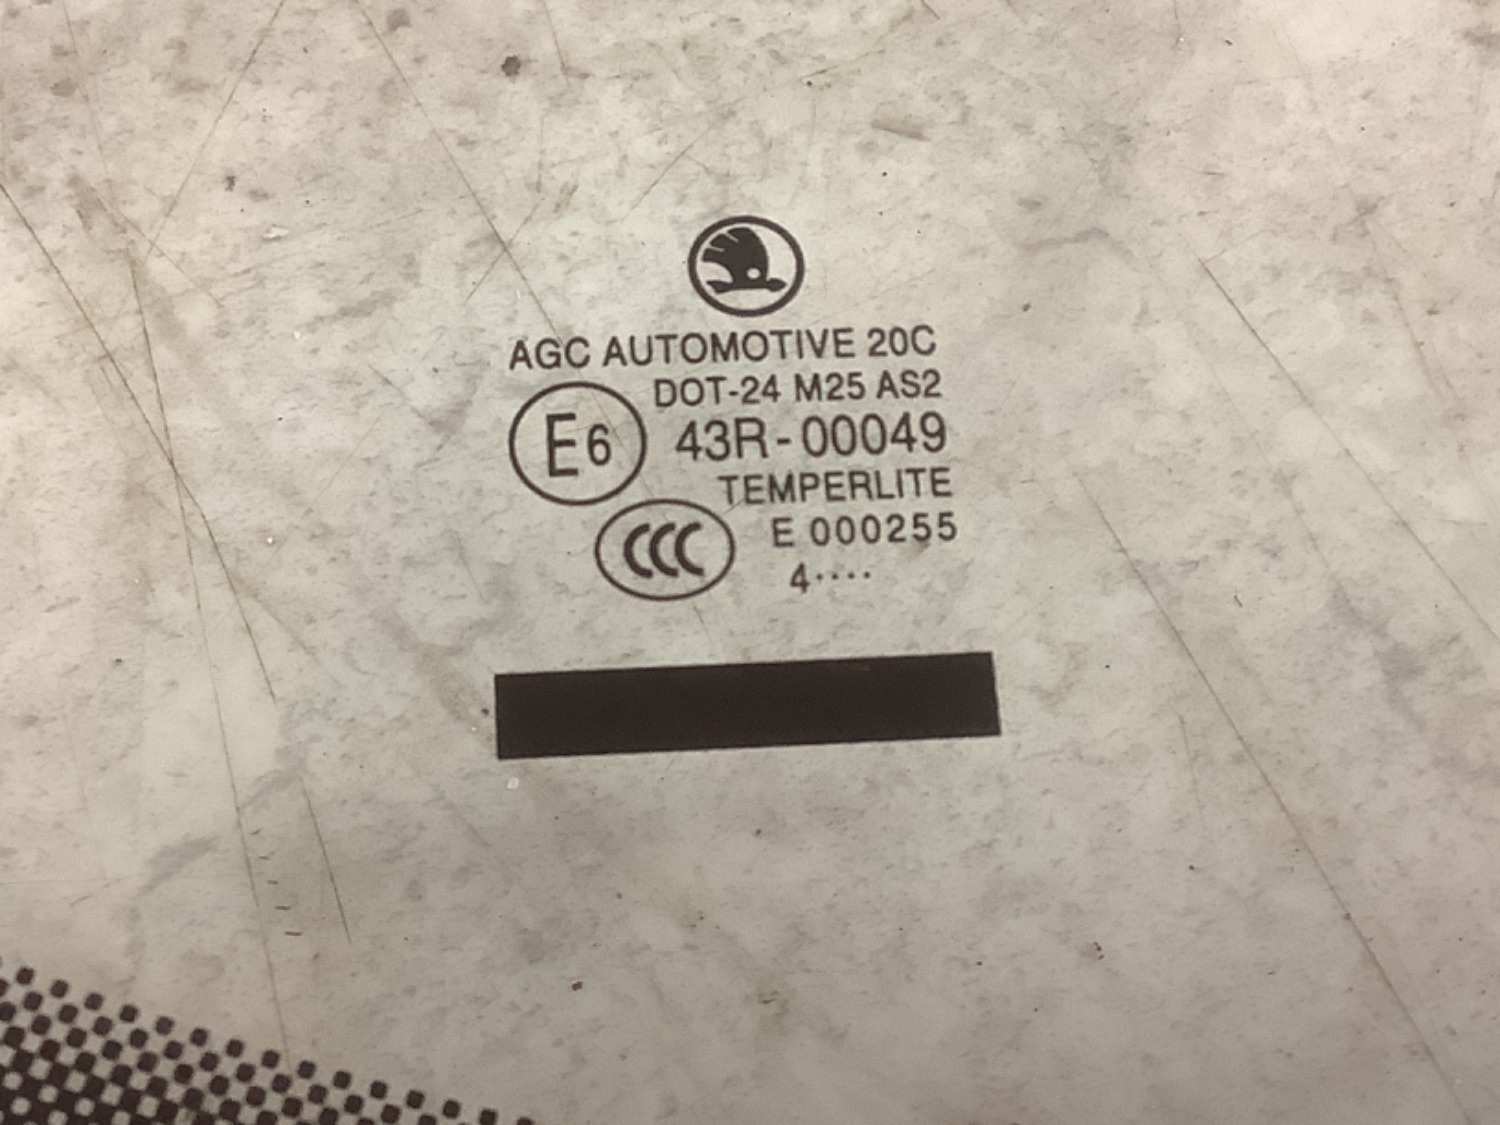 AGC AUTOMOTIVE 20C
DOT-24 M25 AS2
E6 43R-00049
TEMPERLITE
CCC E 000255
4····